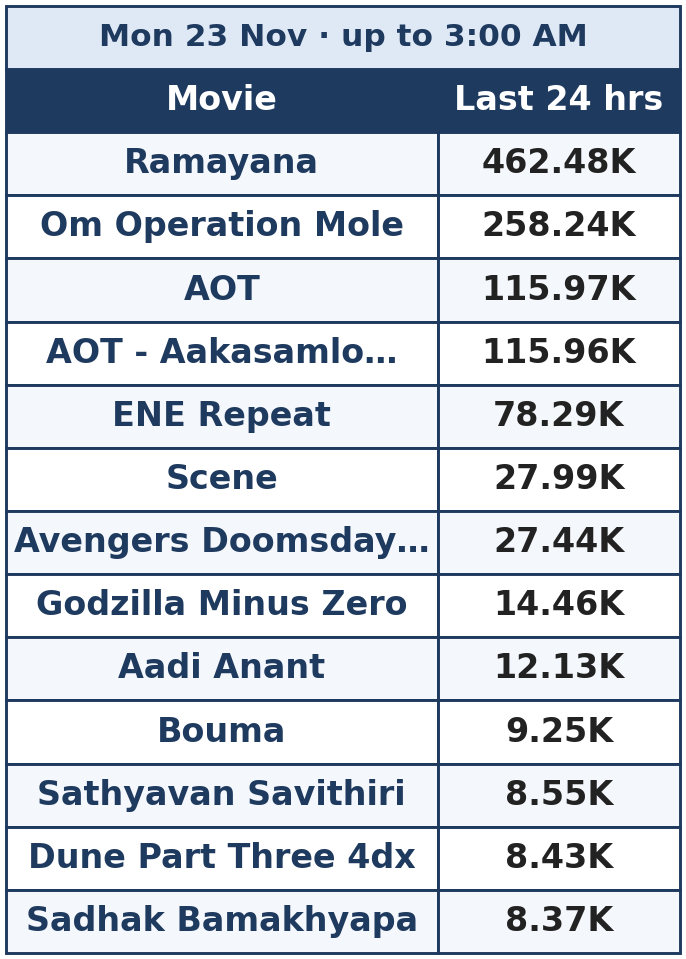 Mon 23 Nov · up to 3:00 AM
Movie Last 24 hrs
Ramayana 462.48K
Om Operation Mole 258.24K
AOT 115.97K
AOT - Aakasamlo... 115.96K
ENE Repeat 78.29K
Scene 27.99K
Avengers Doomsday... 27.44K
Godzilla Minus Zero 14.46K
Aadi Anant 12.13K
Bouma 9.25K
Sathyavan Savithiri 8.55K
Dune Part Three 4dx 8.43K
Sadhak Bamakhyapa 8.37K